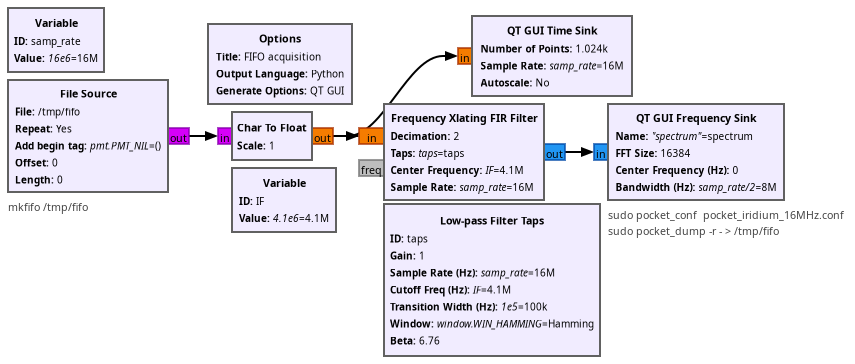 Variable
ID: samp_rate
Value: 16e6=16M
Options
Title: FIFO acquisition
Output Language: Python
Generate Options: QT GUI
QT GUI Time Sink
Number of Points: 1.024k
Sample Rate: samp_rate=16M
Autoscale: No
in
File Source
File: /tmp/fifo
Repeat: Yes
Add begin tag: pmt.PMT_NIL=()
Offset: 0
Length: 0
out
in
Char To Float
Scale: 1
out
in
freq
Frequency Xlating FIR Filter
Decimation: 2
Taps: taps=taps
Center Frequency: IF=4.1M
Sample Rate: samp_rate=16M
out
in
QT GUI Frequency Sink
Name: "spectrum"=spectrum
FFT Size: 16384
Center Frequency (Hz): 0
Bandwidth (Hz): samp_rate/2=8M
mkfifo /tmp/fifo
Variable
ID: IF
Value: 4.1e6=4.1M
Low-pass Filter Taps
ID: taps
Gain: 1
Sample Rate (Hz): samp_rate=16M
Cutoff Freq (Hz): IF=4.1M
Transition Width (Hz): 1e5=100k
Window: window.WIN_HAMMING=Hamming
Beta: 6.76
sudo pocket_conf  pocket_iridium_16MHz.conf
sudo pocket_dump -r - > /tmp/fifo